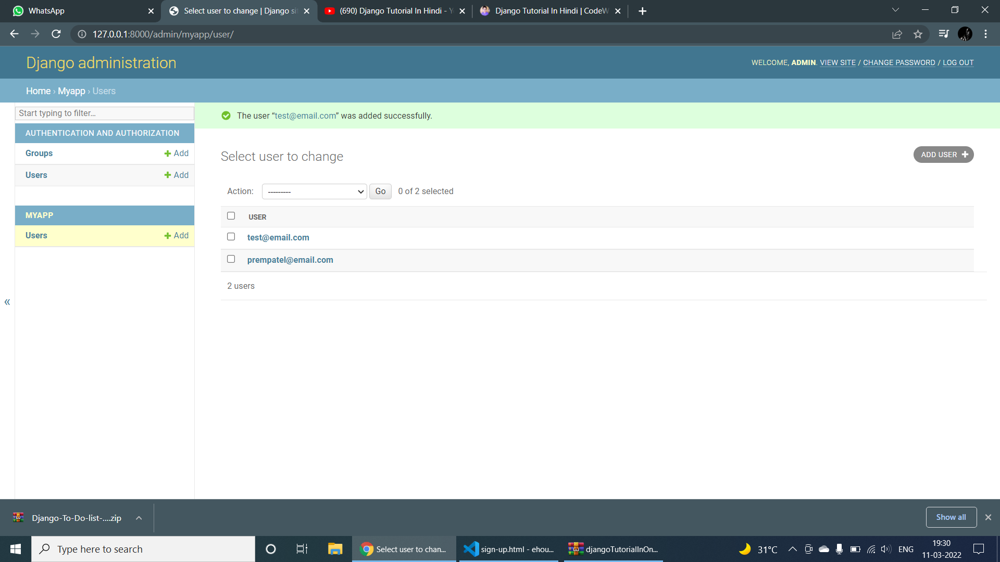 WhatsApp
Select user to change | Django si
(690) Django Tutorial In Hindi - Y
Django Tutorial In Hindi | CodeW
127.0.0.1:8000/admin/myapp/user/
Django administration
WELCOME, ADMIN. VIEW SITE / CHANGE PASSWORD / LOG OUT
Home › Myapp › Users
Start typing to filter...
The user “test@email.com” was added successfully.
AUTHENTICATION AND AUTHORIZATION
Groups
Add
Users
Add
MYAPP
Users
Add
«
Select user to change
ADD USER
Action: --------- Go 0 of 2 selected
USER
test@email.com
prempatel@email.com
2 users
Django-To-Do-list-....zip
Show all
Type here to search
Select user to chan...
sign-up.html - ehou...
djangoTutorialInOn...
31°C
ENG
19:30
11-03-2022